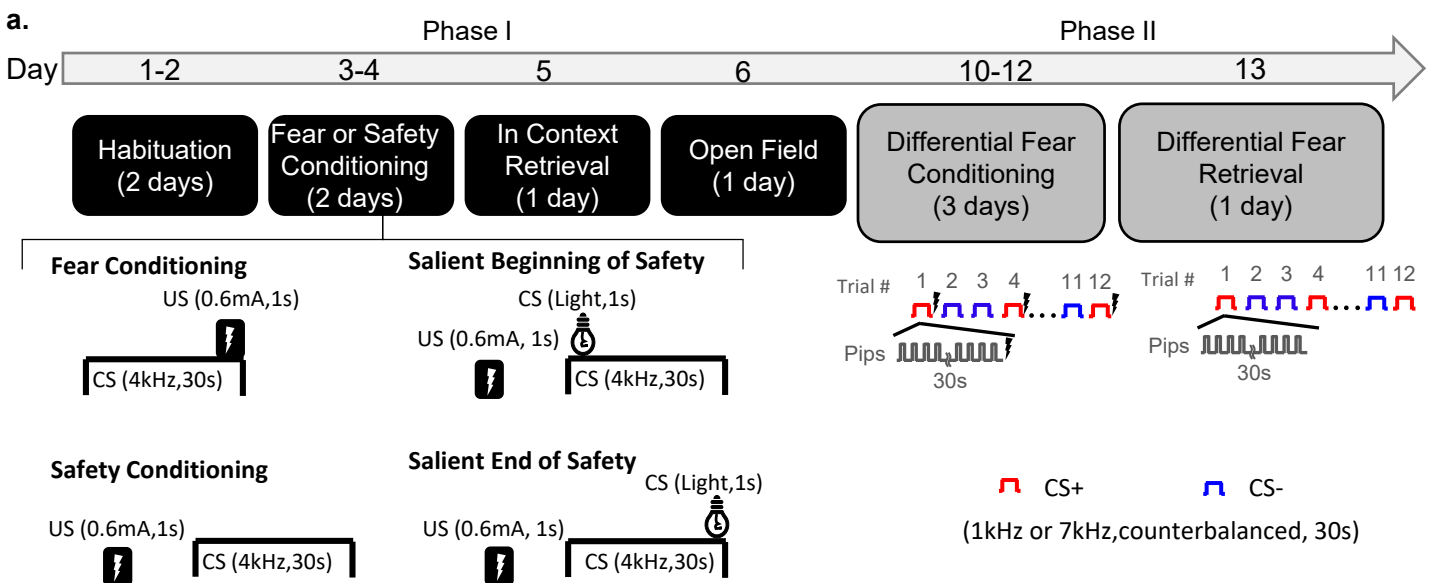 a.
Phase I
Phase II
Day
1-2
3-4
5
6
10-12
13
Habituation
(2 days)
Fear or Safety
Conditioning
(2 days)
In Context
Retrieval
(1 day)
Open Field
(1 day)
Differential Fear
Conditioning
(3 days)
Differential Fear
Retrieval
(1 day)
Fear Conditioning
US (0.6mA,1s)
CS (4kHz,30s)
Salient Beginning of Safety
CS (Light,1s)
US (0.6mA, 1s)
CS (4kHz,30s)
Safety Conditioning
US (0.6mA,1s)
CS (4kHz,30s)
Salient End of Safety
CS (Light,1s)
US (0.6mA, 1s)
CS (4kHz,30s)
Trial # 1 2 3 4 11 12
...
Pips
30s
Trial # 1 2 3 4 11 12
...
Pips
30s
CS+ CS-
(1kHz or 7kHz,counterbalanced, 30s)